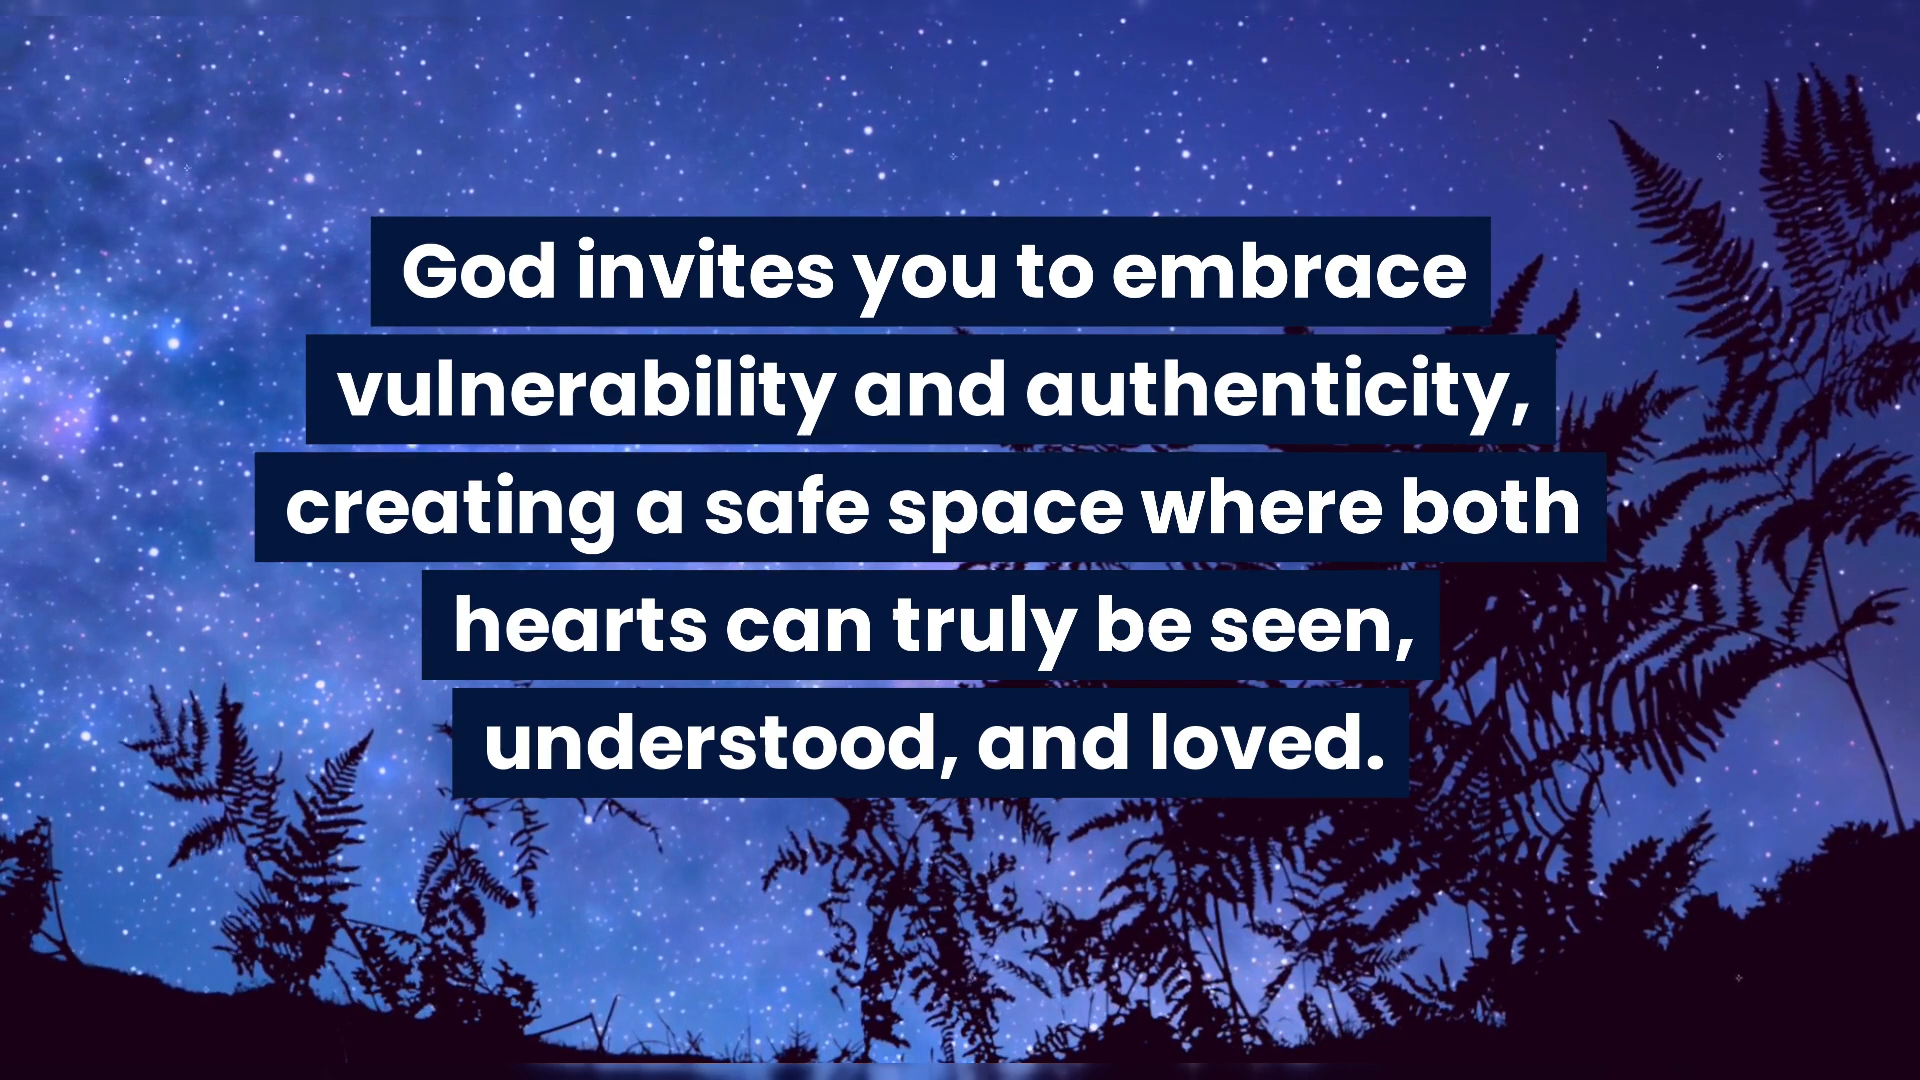 God invites you to embrace
vulnerability and authenticity,
creating a safe space where both
hearts can truly be seen,
understood, and loved.